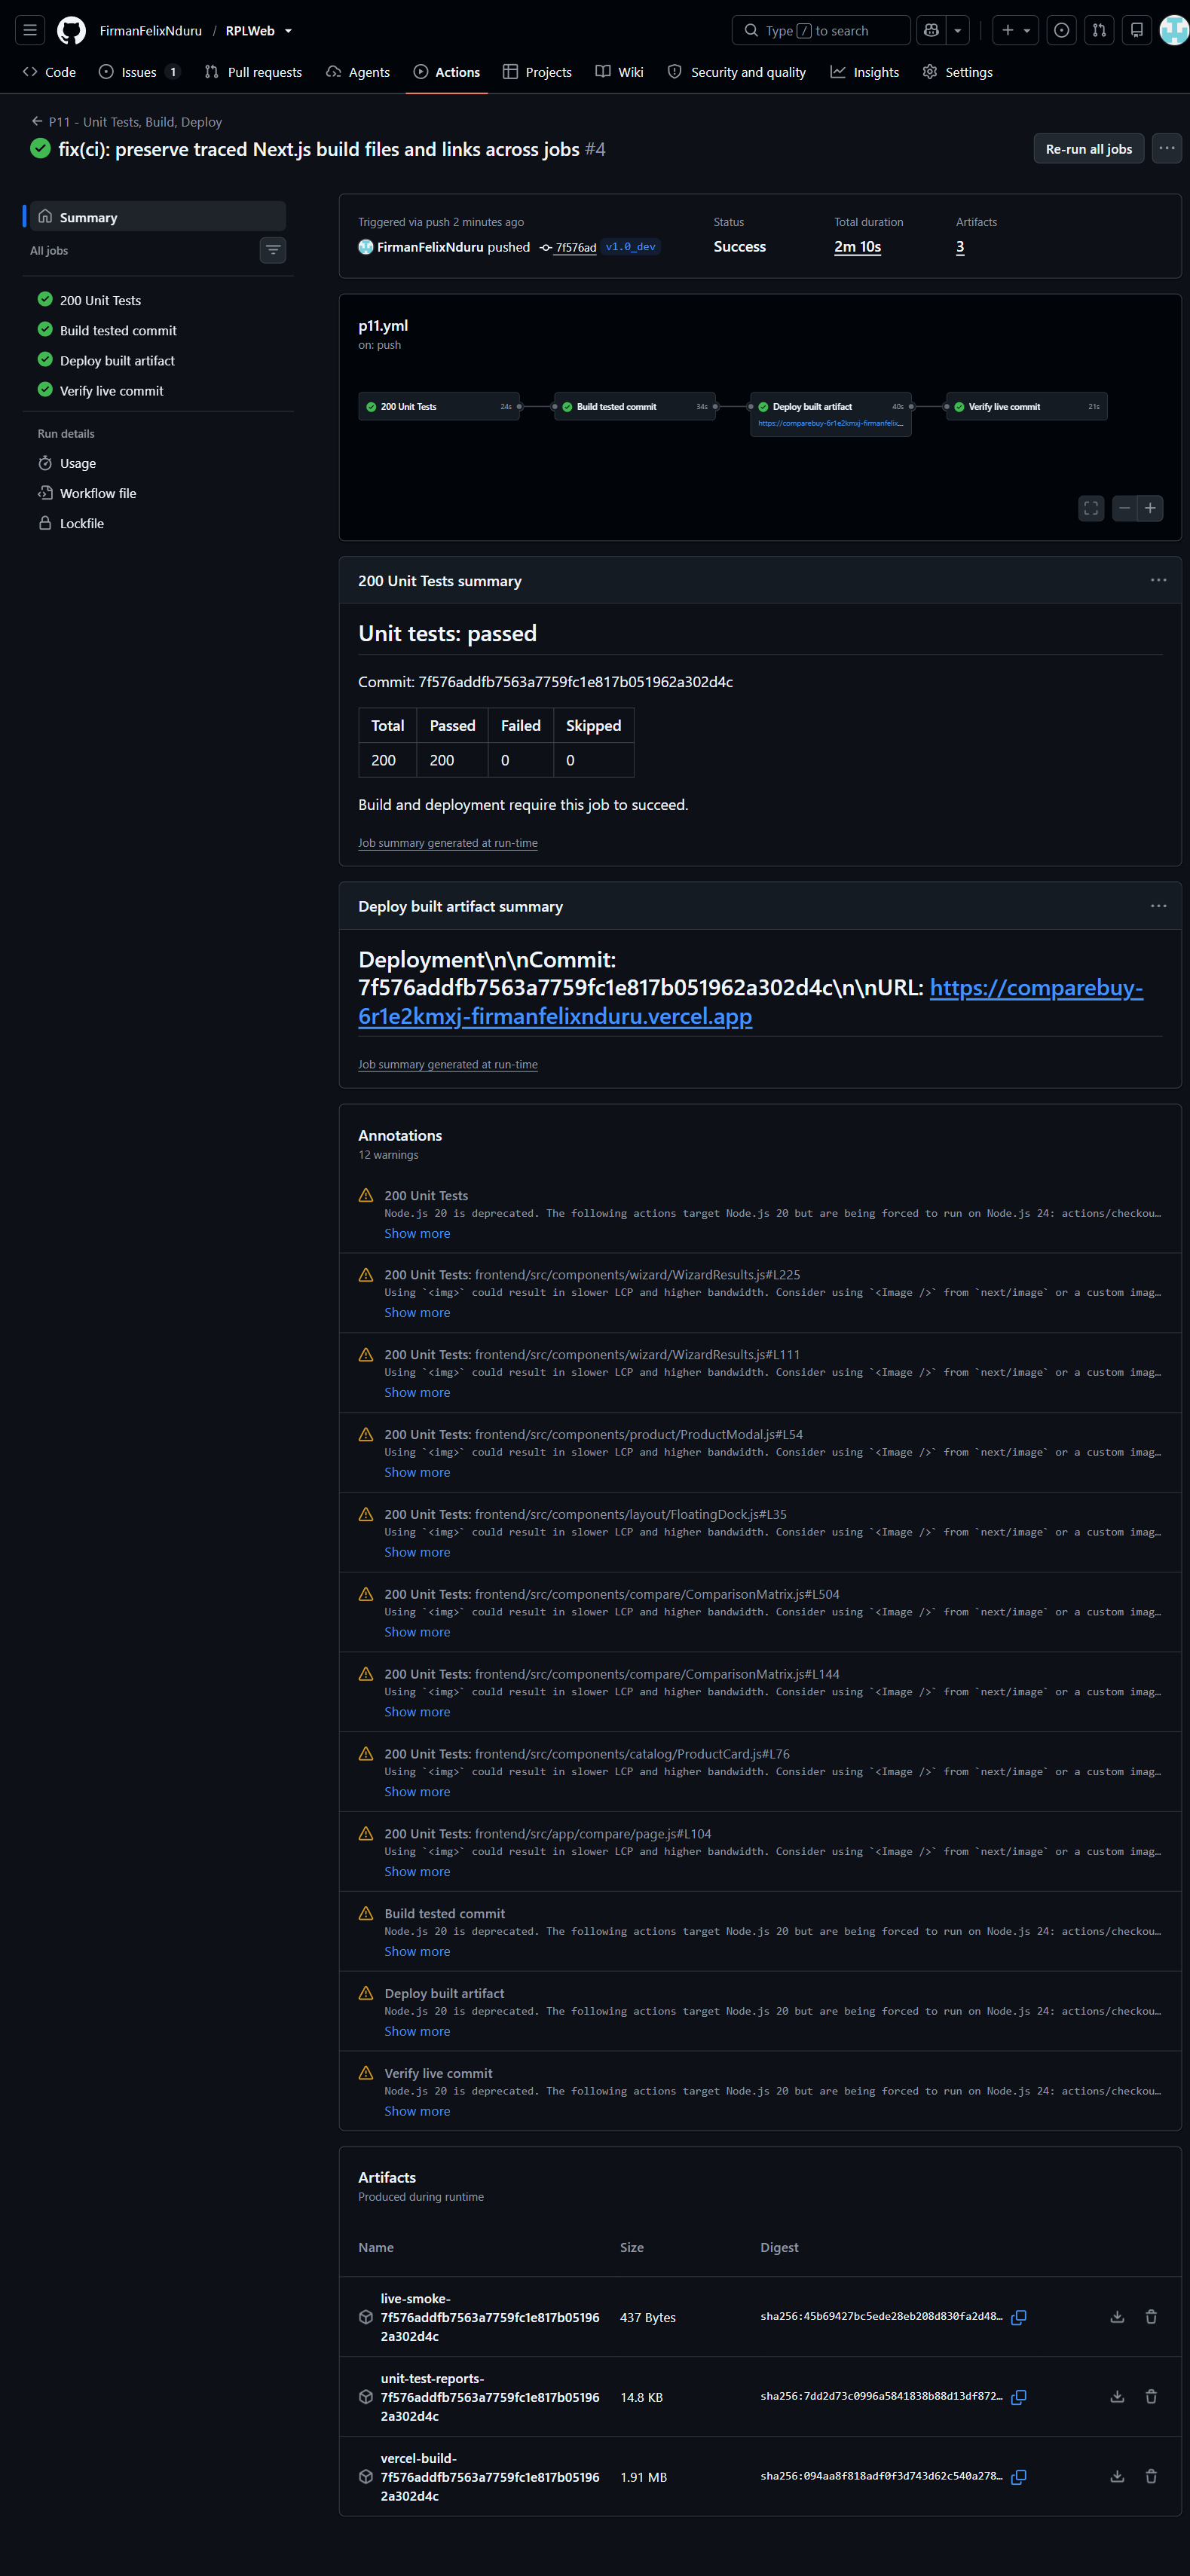 FirmanFelixNduru / RPLWeb
Type / to search
Code
Issues 1
Pull requests
Agents
Actions
Projects
Wiki
Security and quality
Insights
Settings
P11 - Unit Tests, Build, Deploy
fix(ci): preserve traced Next.js build files and links across jobs #4
Re-run all jobs
Summary
All jobs
200 Unit Tests
Build tested commit
Deploy built artifact
Verify live commit
Run details
Usage
Workflow file
Lockfile
Triggered via push 2 minutes ago
FirmanFelixNduru pushed 7f576ad v1.0_dev
Status
Success
Total duration
2m 10s
Artifacts
3
p11.yml
on: push
200 Unit Tests 24s
Build tested commit 34s
Deploy built artifact 40s
https://comparebuy-6r1e2kmxj-firmanfelix...
Verify live commit 21s
200 Unit Tests summary
Unit tests: passed
Commit: 7f576addfb7563a7759fc1e817b051962a302d4c
Total Passed Failed Skipped
200 200 0 0
Build and deployment require this job to succeed.
Job summary generated at run-time
Deploy built artifact summary
Deployment\n\nCommit:
7f576addfb7563a7759fc1e817b051962a302d4c\n\nURL: https://comparebuy-
6r1e2kmxj-firmanfelixnduru.vercel.app
Job summary generated at run-time
Annotations
12 warnings
200 Unit Tests
Node.js 20 is deprecated. The following actions target Node.js 20 but are being forced to run on Node.js 24: actions/checkou…
Show more
200 Unit Tests: frontend/src/components/wizard/WizardResults.js#L225
Using `<img>` could result in slower LCP and higher bandwidth. Consider using `<Image />` from `next/image` or a custom imag…
Show more
200 Unit Tests: frontend/src/components/wizard/WizardResults.js#L111
Using `<img>` could result in slower LCP and higher bandwidth. Consider using `<Image />` from `next/image` or a custom imag…
Show more
200 Unit Tests: frontend/src/components/product/ProductModal.js#L54
Using `<img>` could result in slower LCP and higher bandwidth. Consider using `<Image />` from `next/image` or a custom imag…
Show more
200 Unit Tests: frontend/src/components/layout/FloatingDock.js#L35
Using `<img>` could result in slower LCP and higher bandwidth. Consider using `<Image />` from `next/image` or a custom imag…
Show more
200 Unit Tests: frontend/src/components/compare/ComparisonMatrix.js#L504
Using `<img>` could result in slower LCP and higher bandwidth. Consider using `<Image />` from `next/image` or a custom imag…
Show more
200 Unit Tests: frontend/src/components/compare/ComparisonMatrix.js#L144
Using `<img>` could result in slower LCP and higher bandwidth. Consider using `<Image />` from `next/image` or a custom imag…
Show more
200 Unit Tests: frontend/src/components/catalog/ProductCard.js#L76
Using `<img>` could result in slower LCP and higher bandwidth. Consider using `<Image />` from `next/image` or a custom imag…
Show more
200 Unit Tests: frontend/src/app/compare/page.js#L104
Using `<img>` could result in slower LCP and higher bandwidth. Consider using `<Image />` from `next/image` or a custom imag…
Show more
Build tested commit
Node.js 20 is deprecated. The following actions target Node.js 20 but are being forced to run on Node.js 24: actions/checkou…
Show more
Deploy built artifact
Node.js 20 is deprecated. The following actions target Node.js 20 but are being forced to run on Node.js 24: actions/checkou…
Show more
Verify live commit
Node.js 20 is deprecated. The following actions target Node.js 20 but are being forced to run on Node.js 24: actions/checkou…
Show more
Artifacts
Produced during runtime
Name Size Digest
live-smoke-
7f576addfb7563a7759fc1e817b05196 437 Bytes sha256:45b69427bc5ede28eb208d830fa2d48…
2a302d4c
unit-test-reports-
7f576addfb7563a7759fc1e817b05196 14.8 KB sha256:7dd2d73c0996a5841838b88d13df872…
2a302d4c
vercel-build-
7f576addfb7563a7759fc1e817b05196 1.91 MB sha256:094aa8f818adf0f3d743d62c540a278…
2a302d4c